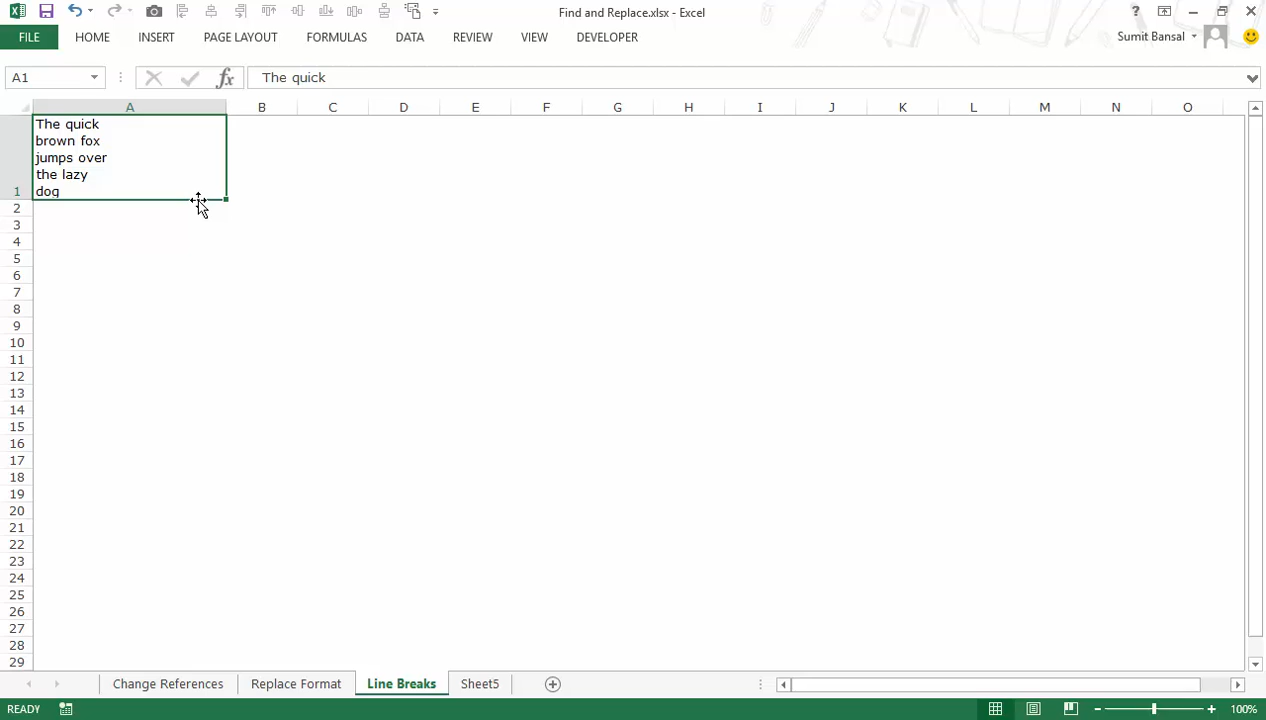 Find and Replace.xlsx - Excel
?
FILE HOME INSERT PAGE LAYOUT FORMULAS DATA REVIEW VIEW DEVELOPER Sumit Bansal
A1 fx The quick
A B C D E F G H I J K L M N O
The quick
brown fox
jumps over
the lazy
1 dog
2
3
4
5
6
7
8
9
10
11
12
13
14
15
16
17
18
19
20
21
22
23
24
25
26
27
28
29
Change References Replace Format Line Breaks Sheet5
READY 100%